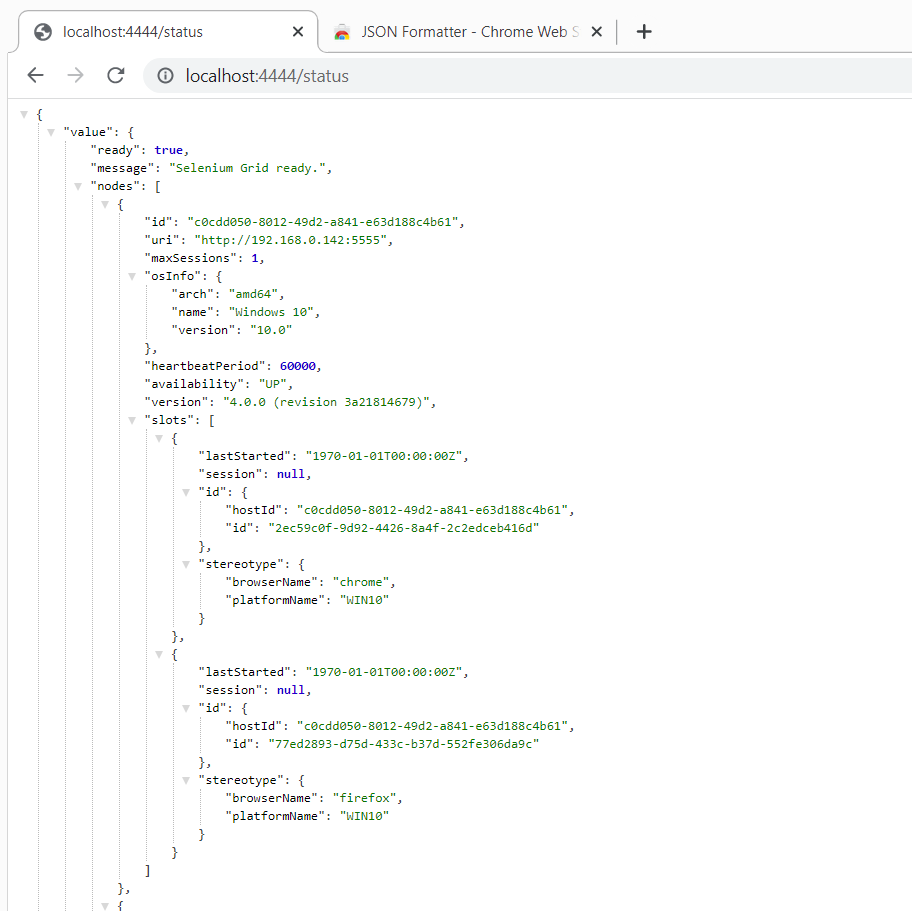 localhost:4444/status
JSON Formatter - Chrome Web S
localhost:4444/status
{
"value": {
"ready": true,
"message": "Selenium Grid ready.",
"nodes": [
{
"id": "c0cdd050-8012-49d2-a841-e63d188c4b61",
"uri": "http://192.168.0.142:5555",
"maxSessions": 1,
"osInfo": {
"arch": "amd64",
"name": "Windows 10",
"version": "10.0"
},
"heartbeatPeriod": 60000,
"availability": "UP",
"version": "4.0.0 (revision 3a21814679)",
"slots": [
{
"lastStarted": "1970-01-01T00:00:00Z",
"session": null,
"id": {
"hostId": "c0cdd050-8012-49d2-a841-e63d188c4b61",
"id": "2ec59c0f-9d92-4426-8a4f-2c2edceb416d"
},
"stereotype": {
"browserName": "chrome",
"platformName": "WIN10"
}
},
{
"lastStarted": "1970-01-01T00:00:00Z",
"session": null,
"id": {
"hostId": "c0cdd050-8012-49d2-a841-e63d188c4b61",
"id": "77ed2893-d75d-433c-b37d-552fe306da9c"
},
"stereotype": {
"browserName": "firefox",
"platformName": "WIN10"
}
}
]
},
{